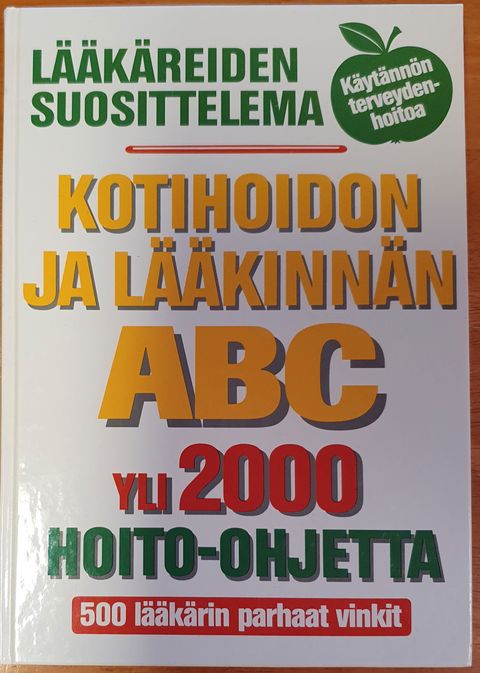 LÄÄKÄREIDEN
SUOSITTELEMA
Käytännön
terveyden-
hoitoa
KOTIHOIDON
JA LÄÄKINNÄN
ABC
YLI 2000
HOITO-OHJETTA
500 lääkärin parhaat vinkit